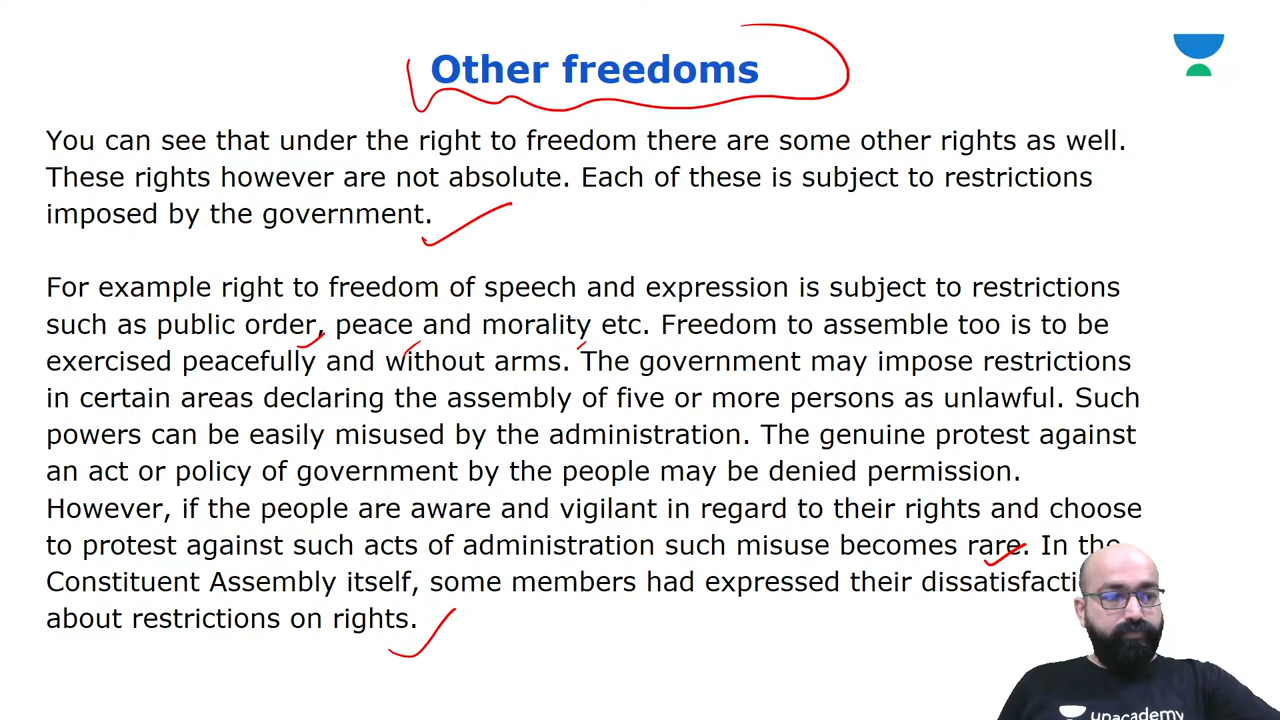 Other freedoms
You can see that under the right to freedom there are some other rights as well.
These rights however are not absolute. Each of these is subject to restrictions
imposed by the government.
For example right to freedom of speech and expression is subject to restrictions
such as public order, peace and morality etc. Freedom to assemble too is to be
exercised peacefully and without arms. The government may impose restrictions
in certain areas declaring the assembly of five or more persons as unlawful. Such
powers can be easily misused by the administration. The genuine protest against
an act or policy of government by the people may be denied permission.
However, if the people are aware and vigilant in regard to their rights and choose
to protest against such acts of administration such misuse becomes rare. In the
Constituent Assembly itself, some members had expressed their dissatisfacti
about restrictions on rights.
unacademy